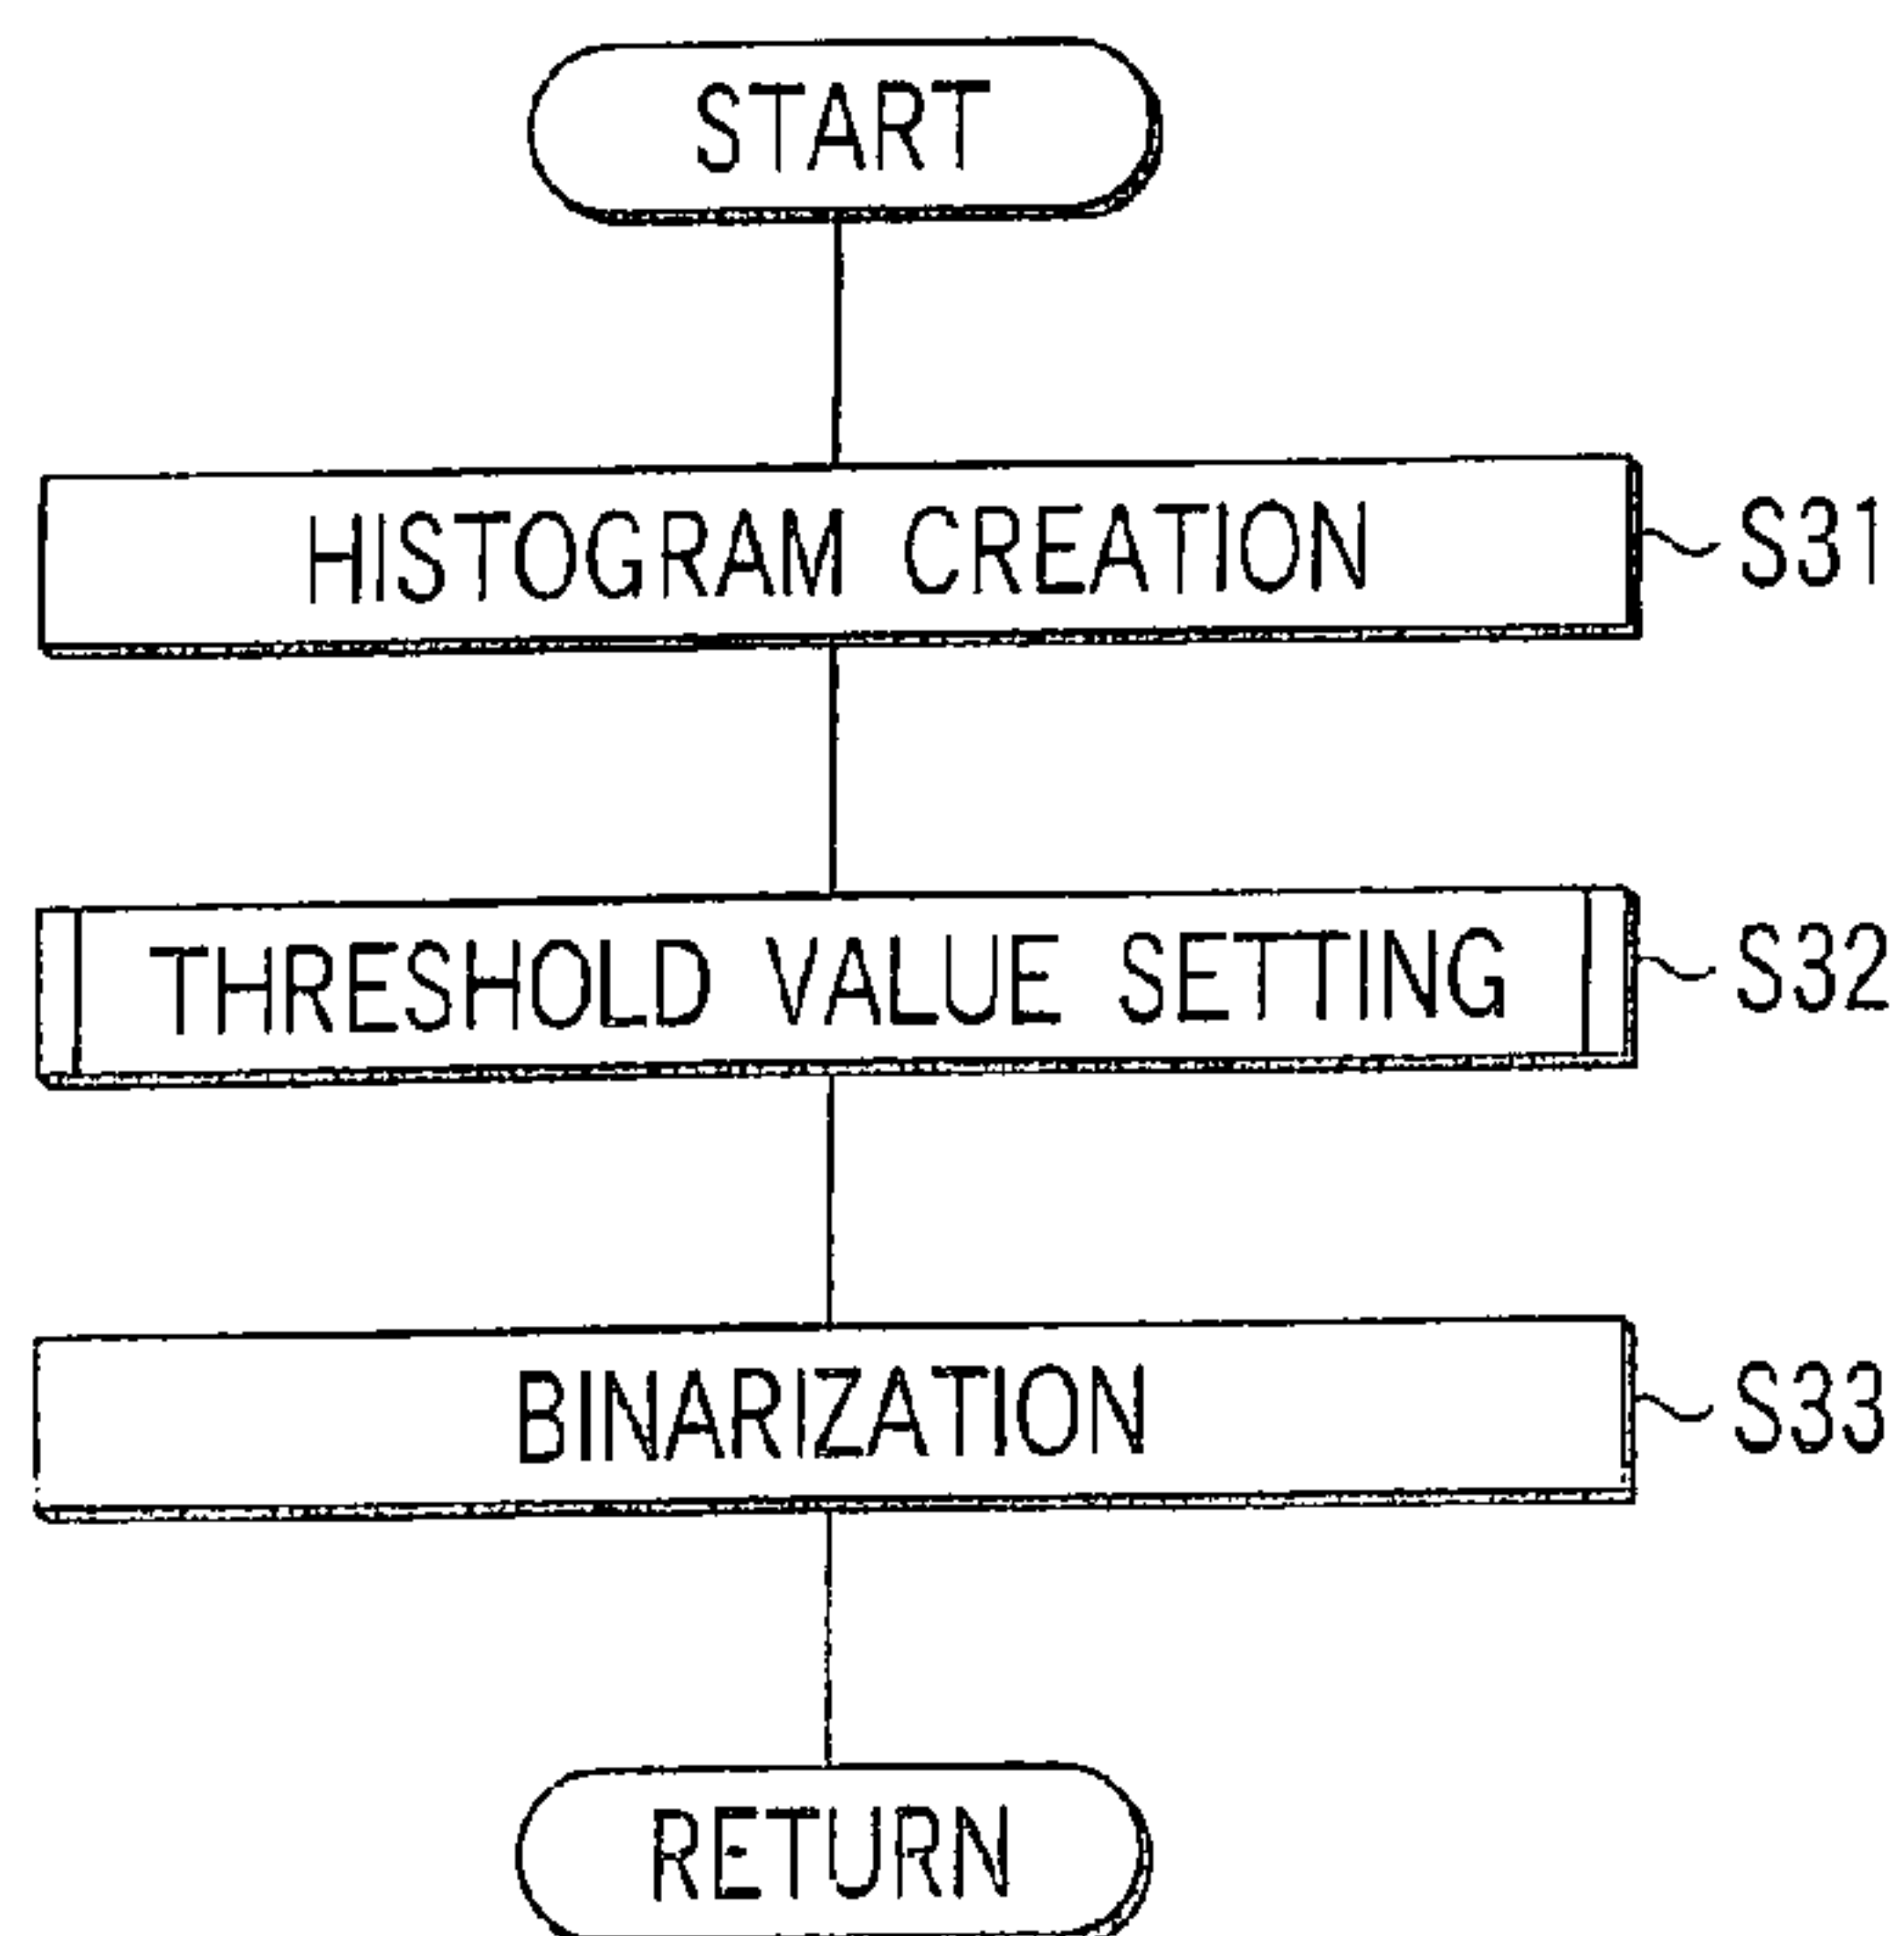 START
HISTOGRAM CREATION
S31
THRESHOLD VALUE SETTING
S32
BINARIZATION
S33
RETURN